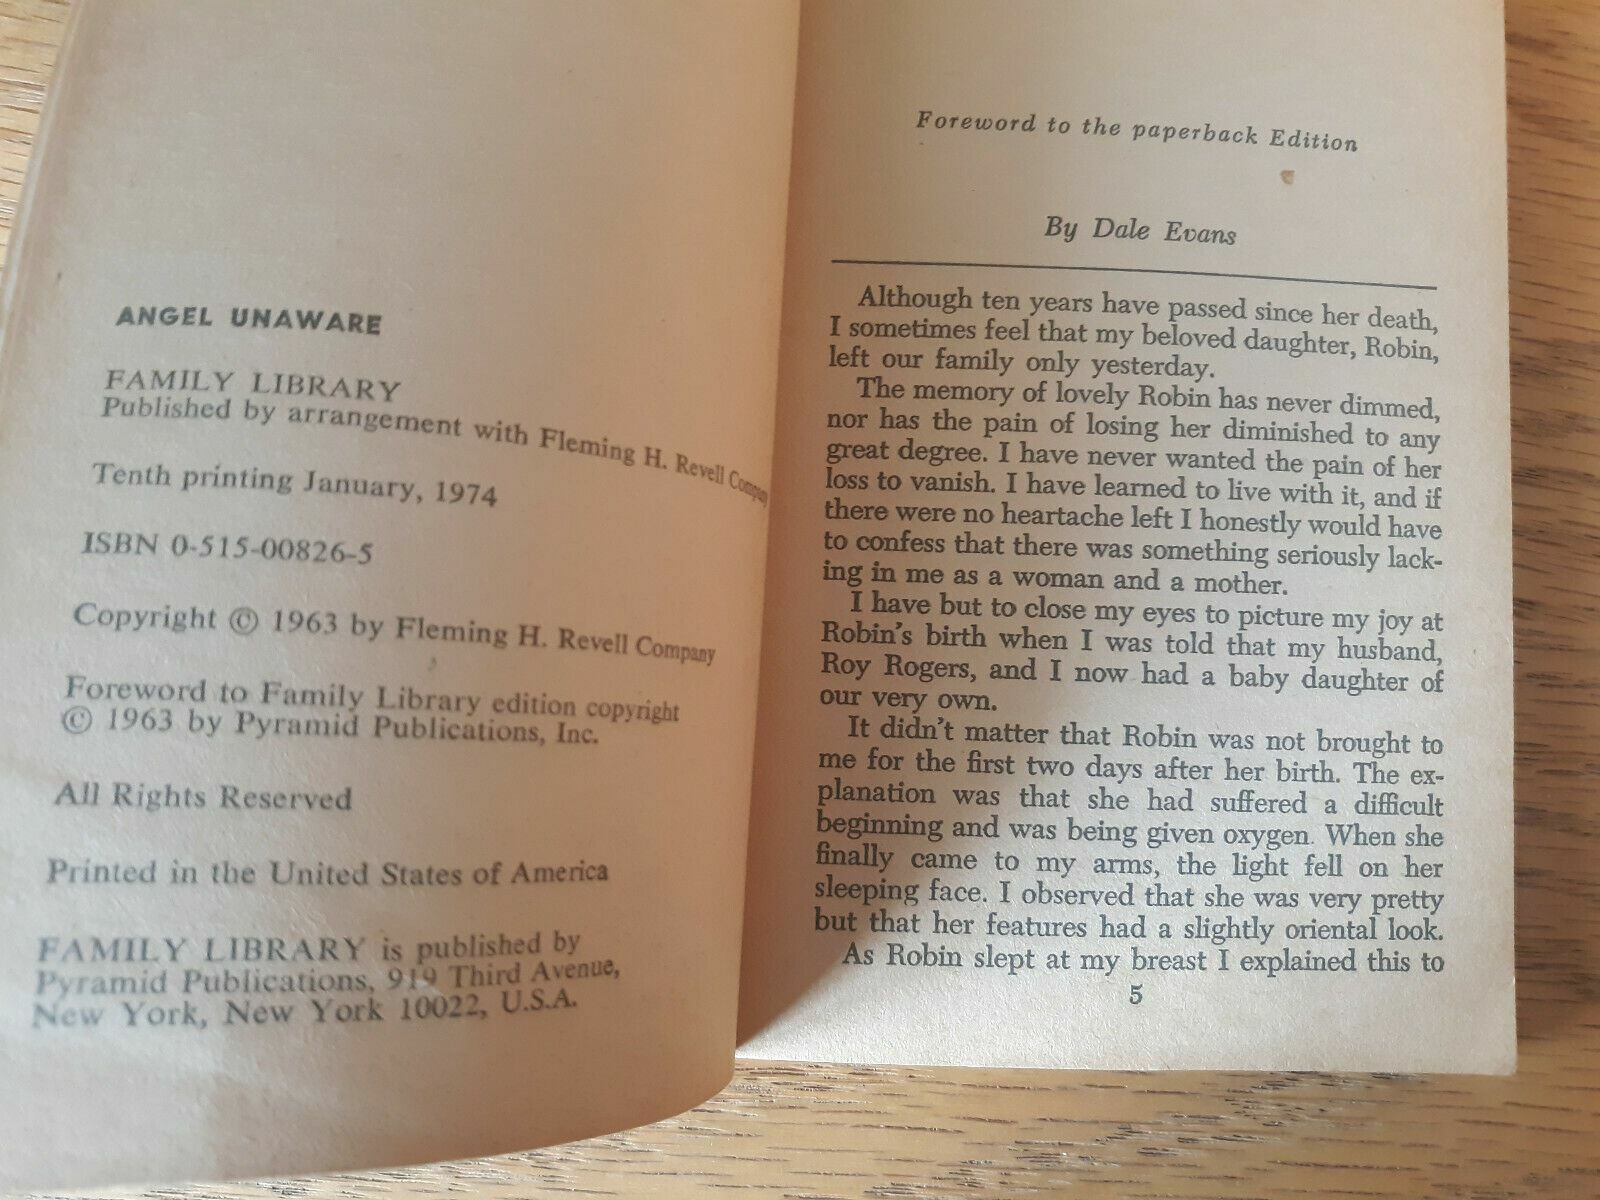 ANGEL UNAWARE
FAMILY LIBRARY
Published by arrangement with Fleming H. Revell Company
Tenth printing January, 1974
ISBN 0-515-00826-5
Copyright © 1963 by Fleming H. Revell Company
Foreword to Family Library edition copyright
© 1963 by Pyramid Publications, Inc.
All Rights Reserved
Printed in the United States of America
FAMILY LIBRARY is published by
Pyramid Publications, 919 Third Avenue,
New York, New York 10022, U.S.A.
Foreword to the paperback Edition
By Dale Evans
Although ten years have passed since her death,
I sometimes feel that my beloved daughter, Robin,
left our family only yesterday.
The memory of lovely Robin has never dimmed,
nor has the pain of losing her diminished to any
great degree. I have never wanted the pain of her
loss to vanish. I have learned to live with it, and if
there were no heartache left I honestly would have
to confess that there was something seriously lack-
ing in me as a woman and a mother.
I have but to close my eyes to picture my joy at
Robin's birth when I was told that my husband,
Roy Rogers, and I now had a baby daughter of
our very own.
It didn't matter that Robin was not brought to
me for the first two days after her birth. The ex-
planation was that she had suffered a difficult
beginning and was being given oxygen. When she
finally came to my arms, the light fell on her
sleeping face. I observed that she was very pretty
but that her features had a slightly oriental look.
As Robin slept at my breast I explained this to
5